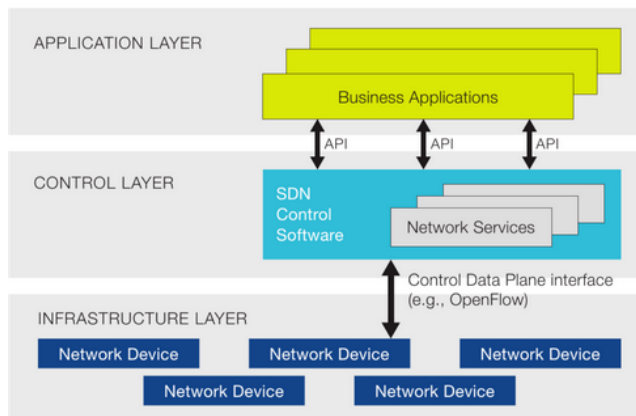 APPLICATION LAYER
Business Applications
API
API
API
CONTROL LAYER
SDN
Control
Software
Network Services
Control Data Plane interface
(e.g., OpenFlow)
INFRASTRUCTURE LAYER
Network Device
Network Device
Network Device
Network Device
Network Device